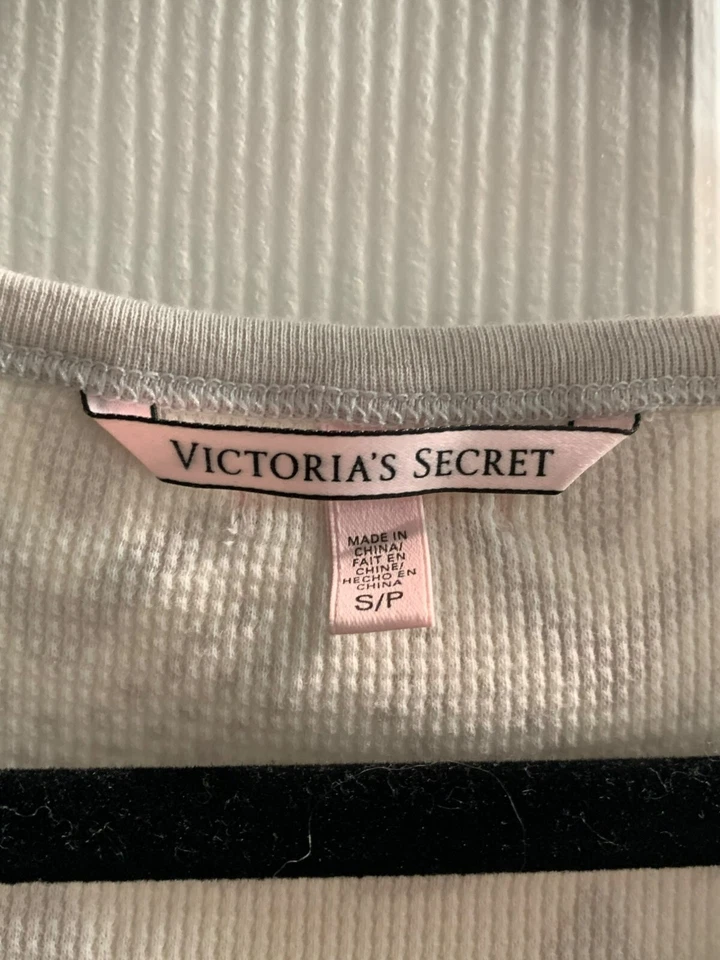 VICTORIA'S SECRET
MADE IN
CHINA/
FAIT EN
CHINE/
HECHO EN
CHINA
S/P